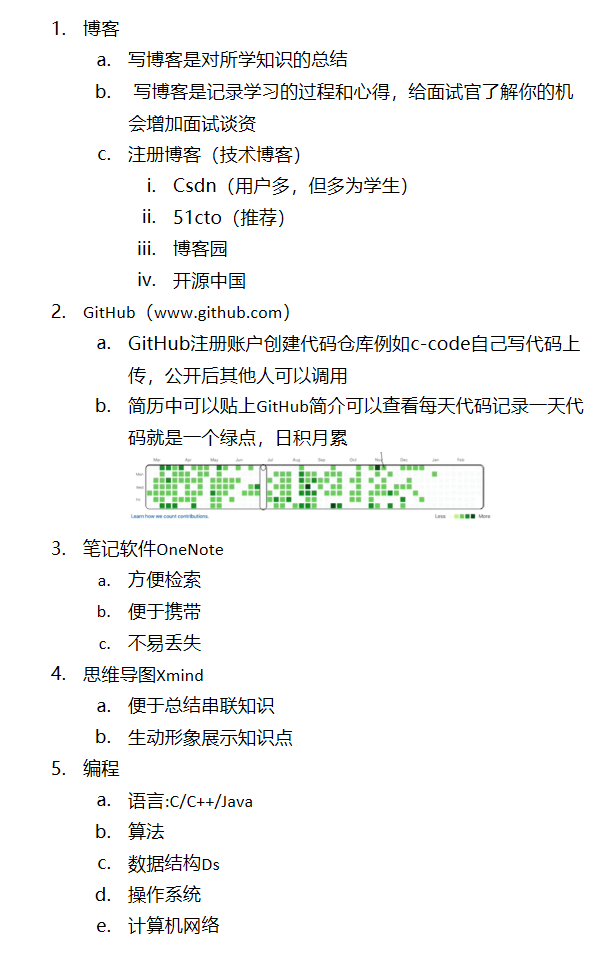 1. 博客
a. 写博客是对所学知识的总结
b. 写博客是记录学习的过程和心得，给面试官了解你的机
会增加面试谈资
c. 注册博客（技术博客）
i. Csdn（用户多，但多为学生）
ii. 51cto（推荐）
iii. 博客园
iv. 开源中国
2. GitHub（www.github.com）
a. GitHub注册账户创建代码仓库例如c-code自己写代码上
传，公开后其他人可以调用
b. 简历中可以贴上GitHub简介可以查看每天代码记录一天代
码就是一个绿点，日积月累
Mar Apr May Jun Jul Aug Sep Oct Nov Dec Jan Feb
Mon
Wed
Fri
Learn how we count contributions. Less More
3. 笔记软件OneNote
a. 方便检索
b. 便于携带
c. 不易丢失
4. 思维导图Xmind
a. 便于总结串联知识
b. 生动形象展示知识点
5. 编程
a. 语言:C/C++/Java
b. 算法
c. 数据结构Ds
d. 操作系统
e. 计算机网络